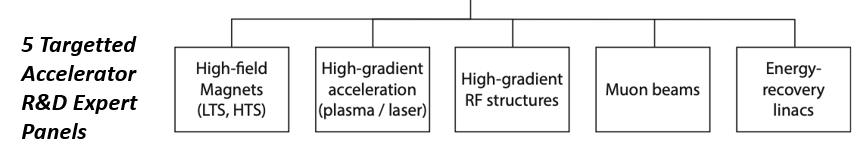 5 Targetted
Accelerator
R&D Expert
Panels
High-field
Magnets
(LTS, HTS)
High-gradient
acceleration
(plasma / laser)
High-gradient
RF structures
Muon beams
Energy-
recovery
linacs